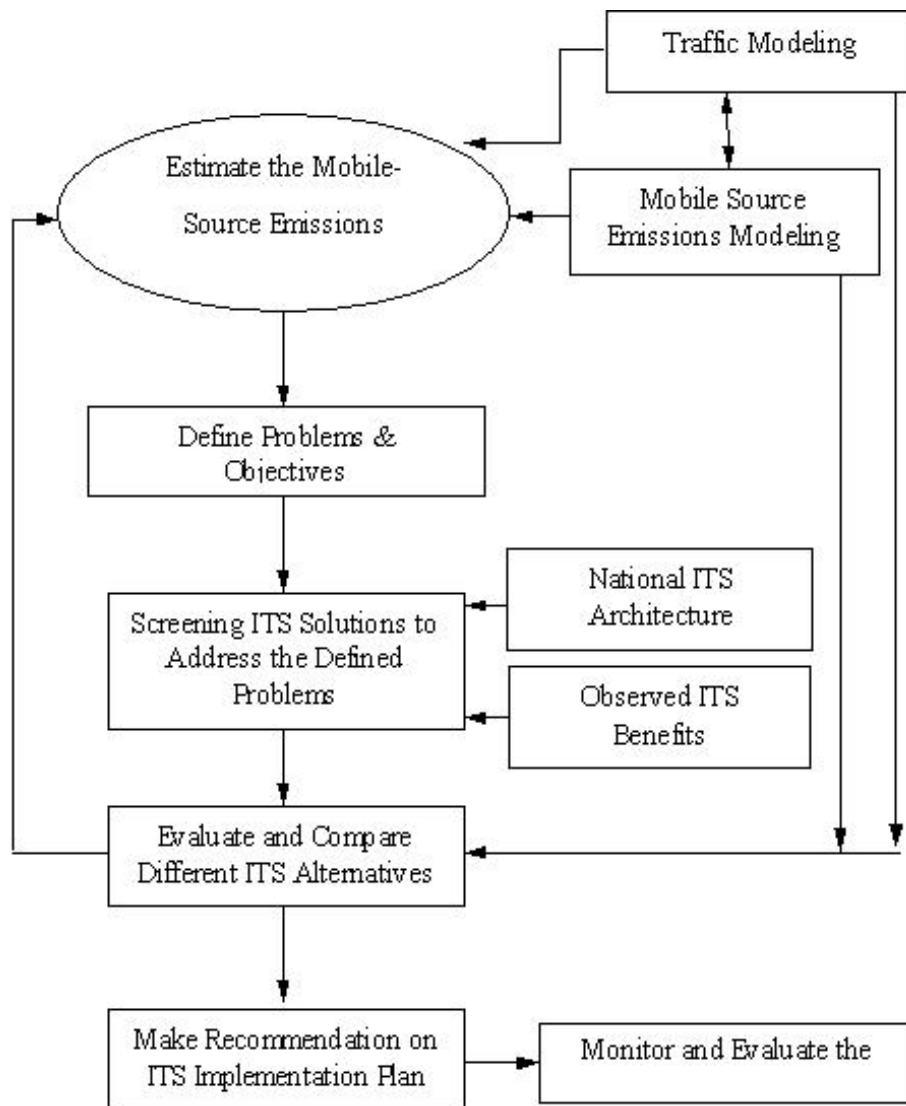 Traffic Modeling
Estimate the Mobile-
Source Emissions
Mobile Source
Emissions Modeling
Define Problems &
Objectives
National ITS
Architecture
Screening ITS Solutions to
Address the Defined
Problems
Observed ITS
Benefits
Evaluate and Compare
Different ITS Alternatives
Make Recommendation on
ITS Implementation Plan
Monitor and Evaluate the